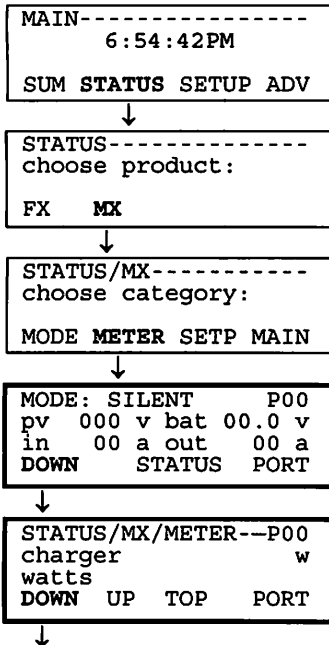 MAIN----------------
6:54:42PM
SUM STATUS SETUP ADV
STATUS--------------
choose product:
FX MX
STATUS/MX-----------
choose category:
MODE METER SETP MAIN
MODE: SILENT P00
pv 000 v bat 00.0 v
in 00 a out 00 a
DOWN STATUS PORT
STATUS/MX/METER--P00
charger w
watts
DOWN UP TOP PORT